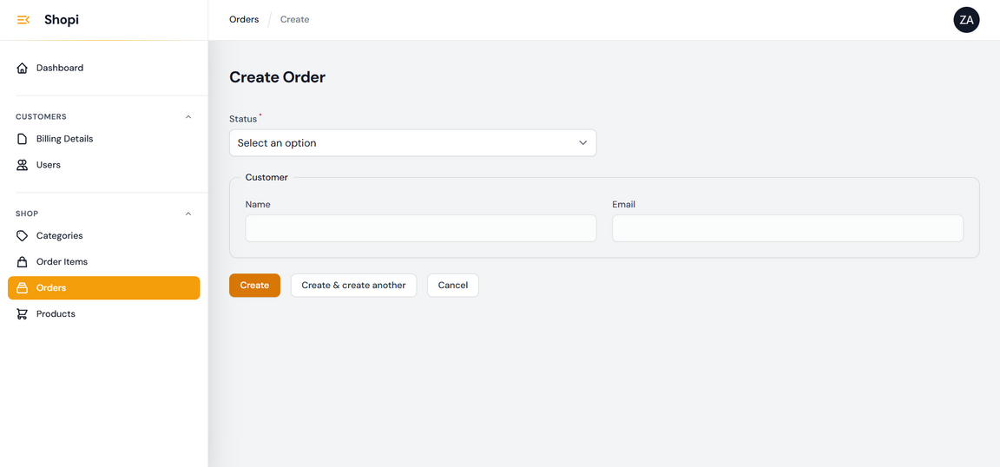 Shopi
Orders / Create
ZA
Dashboard
CUSTOMERS
Billing Details
Users
SHOP
Categories
Order Items
Orders
Products
Create Order
Status*
Select an option
Customer
Name Email
Create Create & create another Cancel